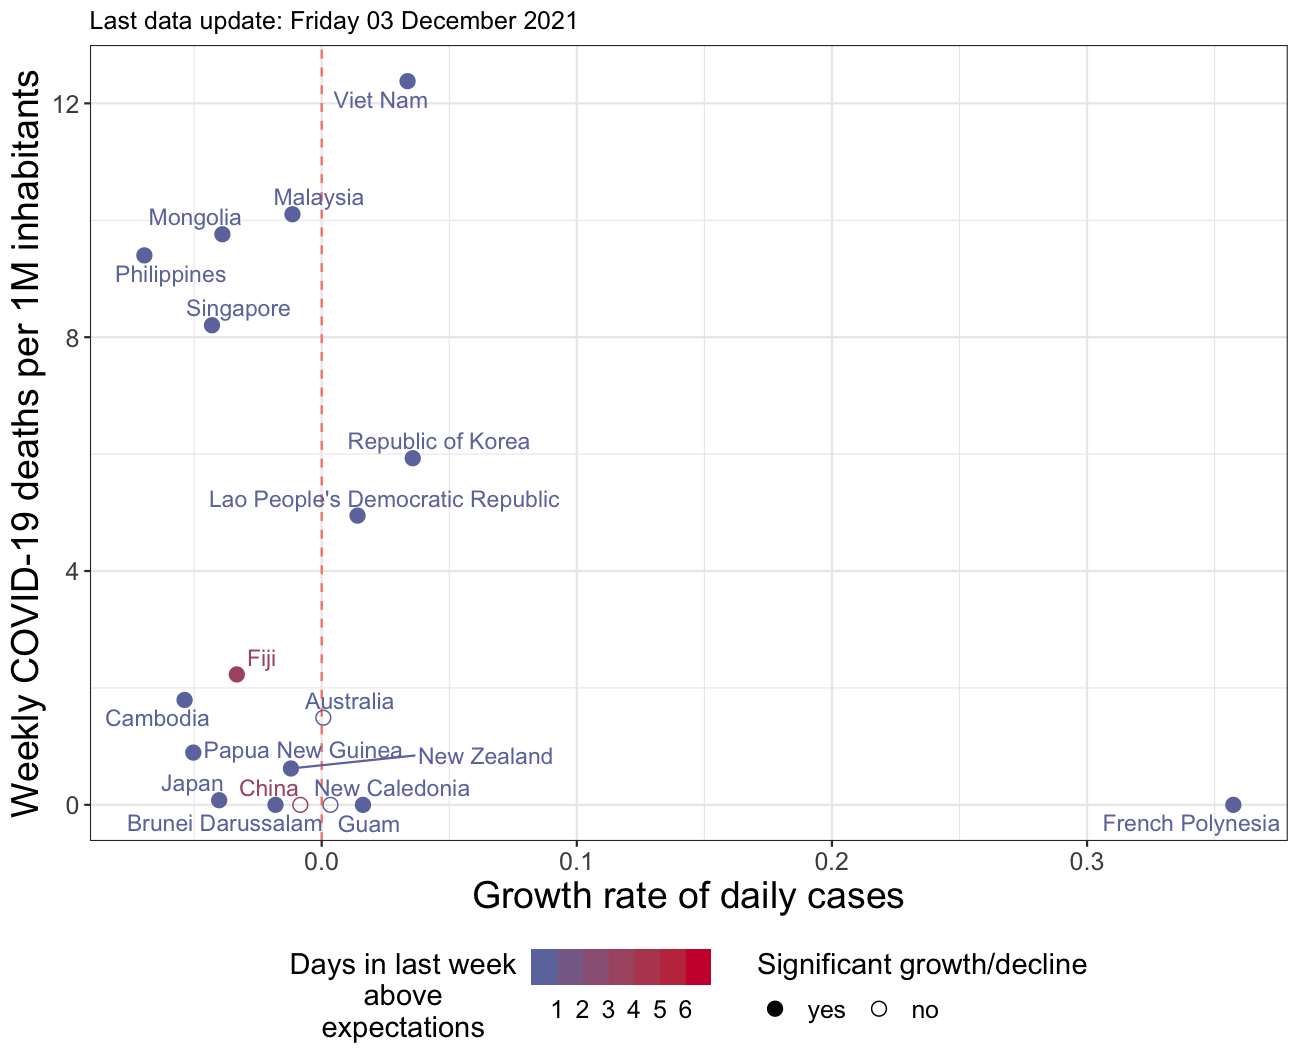 Last data update: Friday 03 December 2021
Weekly COVID-19 deaths per 1M inhabitants
12
8
4
0
Viet Nam
Malaysia
Mongolia
Philippines
Singapore
Republic of Korea
Lao People's Democratic Republic
Fiji
Australia
Cambodia
Papua New Guinea
New Zealand
Japan
China
New Caledonia
Brunei Darussalam
Guam
French Polynesia
0.0 0.1 0.2 0.3
Growth rate of daily cases
Days in last week
above
expectations
1 2 3 4 5 6
Significant growth/decline
yes no